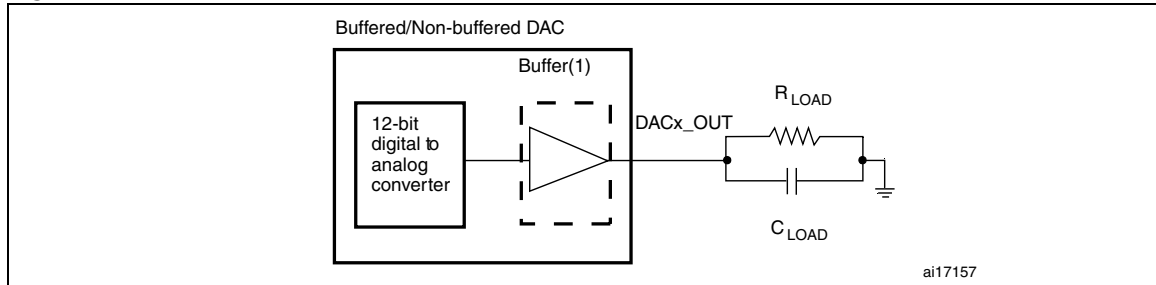 Buffered/Non-buffered DAC
Buffer(1)
12-bit
digital to
analog
converter
DACx_OUT
R LOAD
C LOAD
ai17157